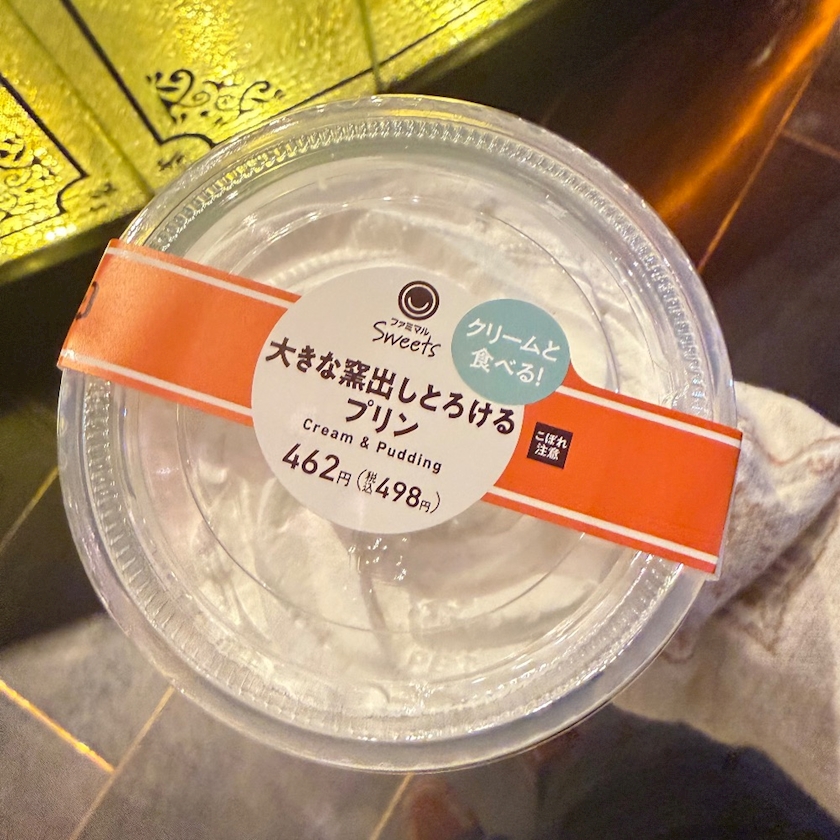 ファミマル
Sweets
クリームと
食べる!
大きな窯出しとろける
プリン
Cream & Pudding
462円(税込498円)
こぼれ
注意